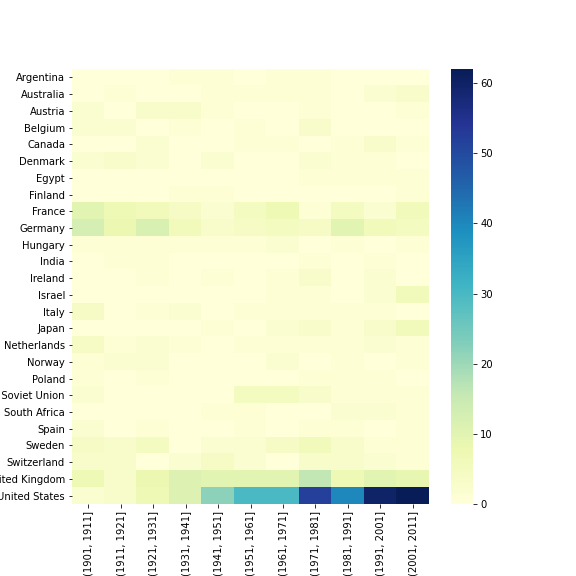 Argentina
Australia
Austria
Belgium
Canada
Denmark
Egypt
Finland
France
Germany
Hungary
India
Ireland
Israel
Italy
Japan
Netherlands
Norway
Poland
Soviet Union
South Africa
Spain
Sweden
Switzerland
ited Kingdom
United States
(1901, 1911]
(1911, 1921]
(1921, 1931]
(1931, 1941]
(1941, 1951]
(1951, 1961]
(1961, 1971]
(1971, 1981]
(1981, 1991]
(1991, 2001]
(2001, 2011]
60
50
40
30
20
10
0